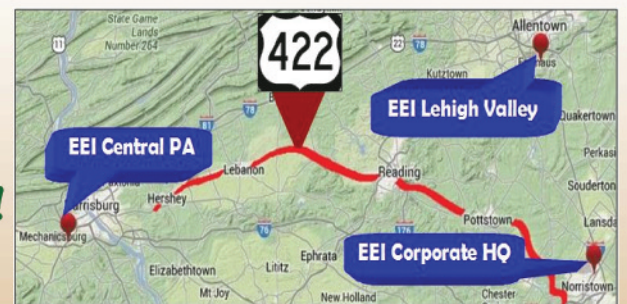 State Game
Lands
Number 264
Allentown
11
422
22
78
Kutztown
EEI Lehigh Valley
Quakertown
78
81
EEI Central PA
Perkasi
Lebanon
Reading
Souderton
Hershey
Harrisburg
Pottstown
Lansda
Mechanicsburg
76
176
EEI Corporate HQ
Ephrata
Elizabethtown
Lititz
Norristown
Mt Joy
New Holland
Chester